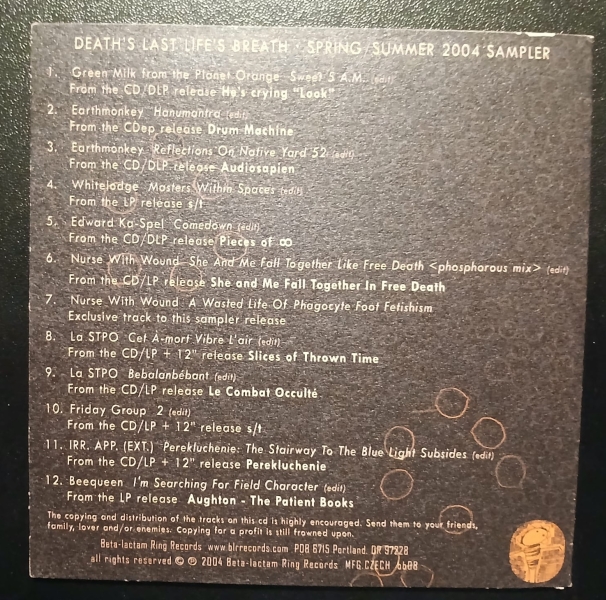 DEATH'S LAST LIFE'S BREATH · SPRING/SUMMER 2004 SAMPLER
1. Green Milk from the Planet Orange Sweet 5 A.M. (edit)
From the CD/DLP release He's crying "Look"
2. Earthmonkey Hanumantra (edit)
From the CDep release Drum Machine
3. Earthmonkey Reflections On Native Yard 52 (edit)
From the CD/DLP release Audiosapien
4. Whitelodge Masters Within Spaces (edit)
From the LP release s/t
5. Edward Ka-Spel Comedown (edit)
From the CD/DLP release Pieces of ∞
6. Nurse With Wound She And Me Fall Together Like Free Death <phosphorous mix> (edit)
From the CD/LP release She and Me Fall Together In Free Death
7. Nurse With Wound A Wasted Life Of Phagocyte Foot Fetishism
Exclusive track to this sampler release
8. La STPO Cet À-mort Vibre L'air (edit)
From the CD/LP + 12" release Slices of Thrown Time
9. La STPO Bebalanbébant (edit)
From the CD/LP release Le Combat Occulté
10. Friday Group 2 (edit)
From the CD/LP + 12" release s/t
11. IRR. APP. (EXT.) Perekluchenie: The Stairway To The Blue Light Subsides (edit)
From the CD/LP + 12" release Perekluchenie
12. Beequeen I'm Searching For Field Character (edit)
From the LP release Aughton - The Patient Books
The copying and distribution of the tracks on this cd is highly encouraged. Send them to your friends,
family, lover and/or enemies. Copying for a profit is still frowned upon.
Beta-lactam Ring Records www.blrrecords.com POB 6715 Portland, OR 97228
all rights reserved © ℗ 2004 Beta-lactam Ring Records MFG.CZECH